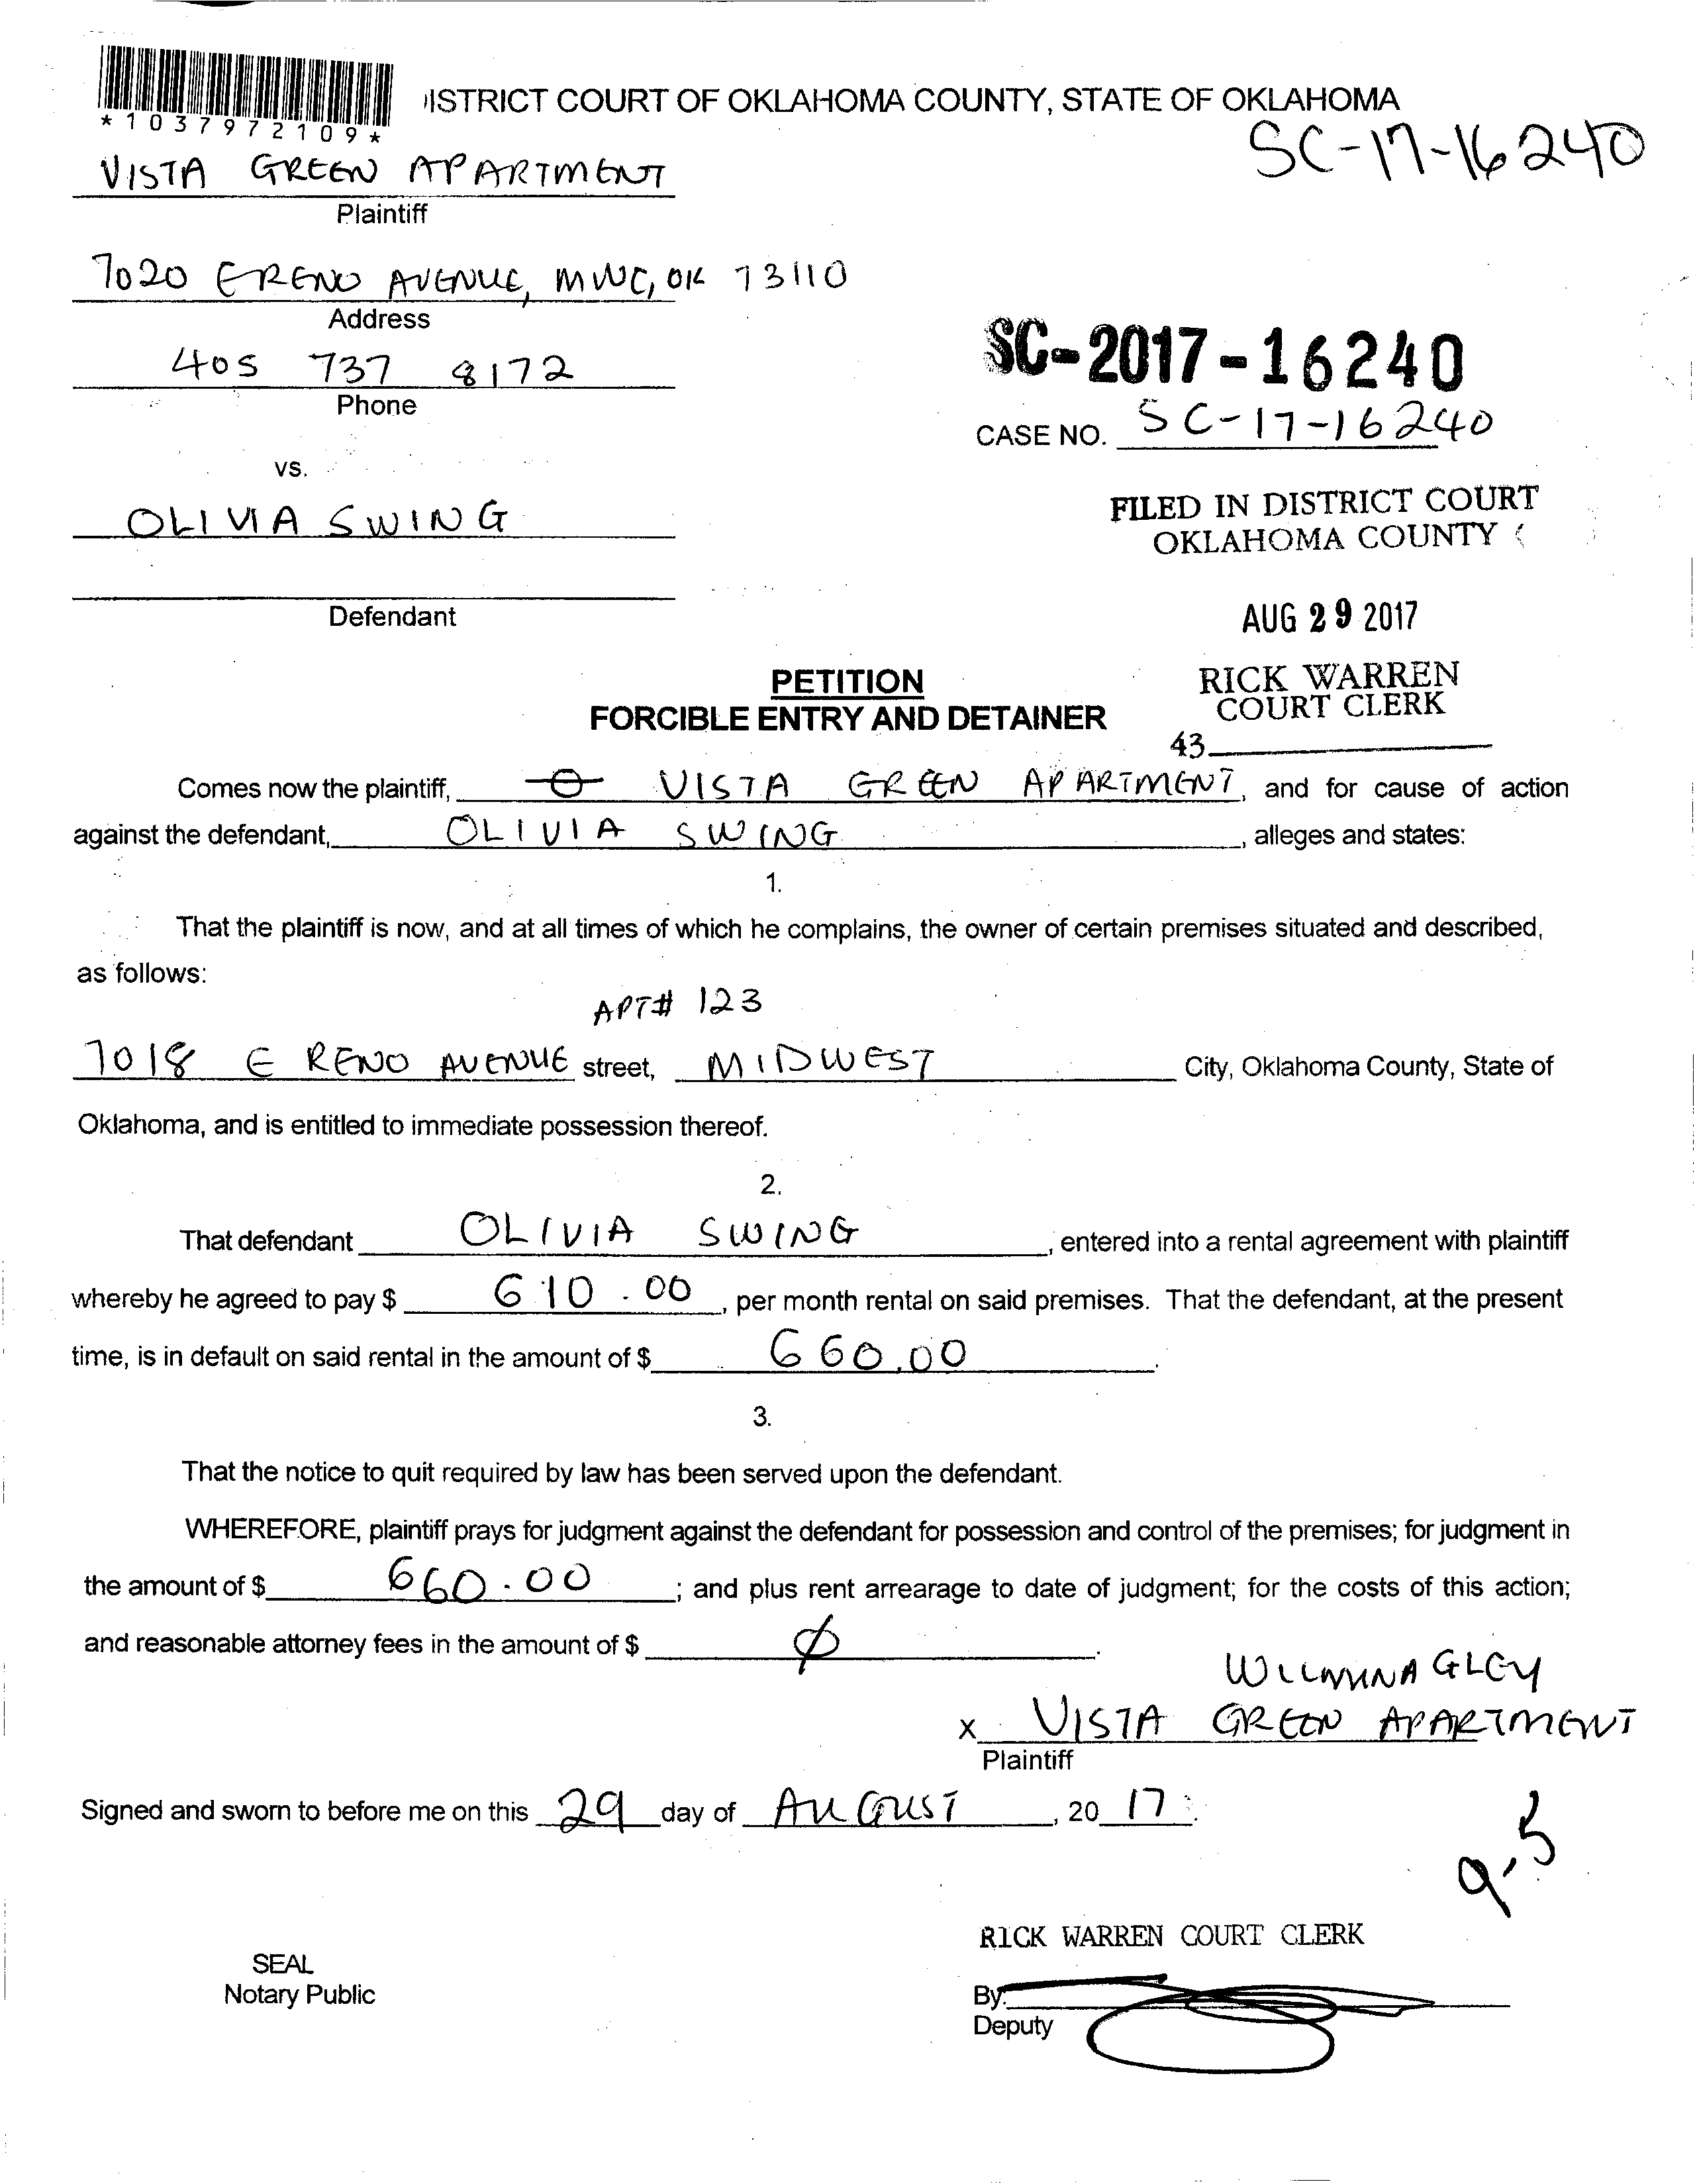 ISTRICT COURT OF OKLAHOMA COUNTY, STATE OF OKLAHOMA
*1037972109*
SC-17-16240
VISTA GREEN APARTMENT
Plaintiff
7020 E RENO AVENUE, MWC, OK 73110
Address
405 737 8172
Phone
SC-2017-16240
CASE NO. SC-17-16240
vs.
OLIVIA SWING
FILED IN DISTRICT COURT
OKLAHOMA COUNTY
Defendant
AUG 29 2017
PETITION
FORCIBLE ENTRY AND DETAINER
RICK WARREN
COURT CLERK
43
Comes now the plaintiff, VISTA GREEN APARTMENT, and for cause of action
against the defendant, OLIVIA SWING, alleges and states:
1.
That the plaintiff is now, and at all times of which he complains, the owner of certain premises situated and described,
as follows:
APT# 123
7018 E RENO AVENUE street, MIDWEST City, Oklahoma County, State of
Oklahoma, and is entitled to immediate possession thereof.
2.
That defendant OLIVIA SWING, entered into a rental agreement with plaintiff
whereby he agreed to pay $ 610.00, per month rental on said premises. That the defendant, at the present
time, is in default on said rental in the amount of $ 660.00.
3.
That the notice to quit required by law has been served upon the defendant.
WHEREFORE, plaintiff prays for judgment against the defendant for possession and control of the premises; for judgment in
the amount of $ 660.00; and plus rent arrearage to date of judgment; for the costs of this action;
and reasonable attorney fees in the amount of $ Ø.
X VISTA GREEN APARTMENT
Plaintiff
Signed and sworn to before me on this 29 day of AUGUST, 2017.
9-5
RICK WARREN COURT CLERK
SEAL
Notary Public
By:
Deputy